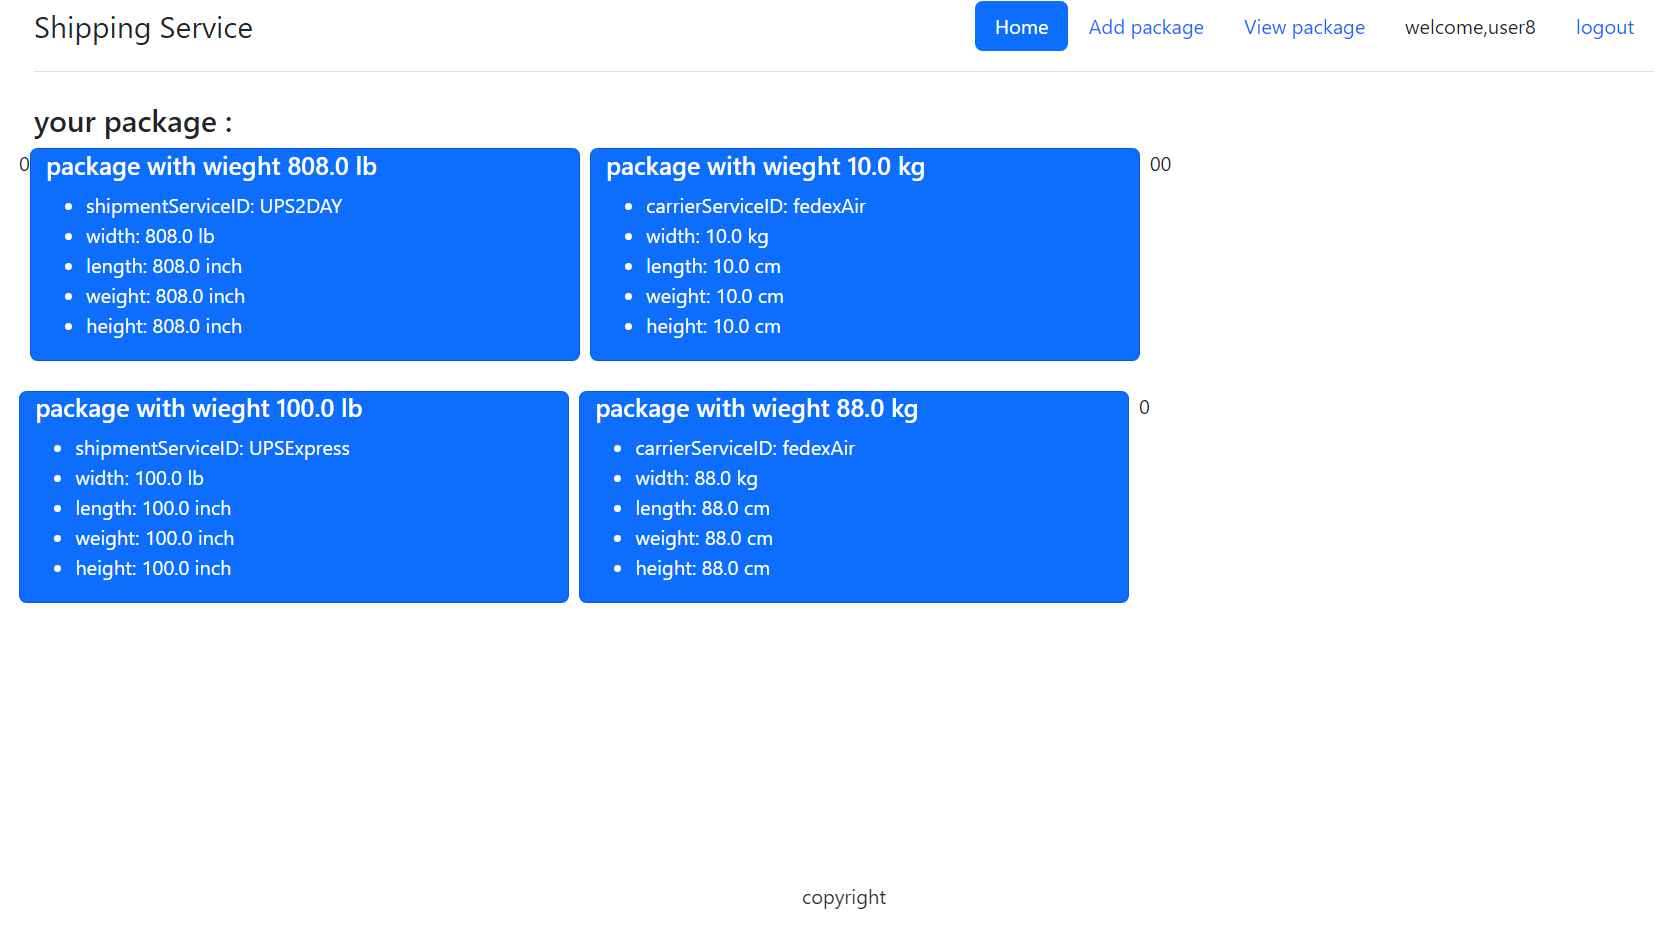 Shipping Service
Home Add package View package welcome,user8 logout
your package :
0
package with wieght 808.0 lb
shipmentServiceID: UPS2DAY
width: 808.0 lb
length: 808.0 inch
weight: 808.0 inch
height: 808.0 inch
package with wieght 10.0 kg
carrierServiceID: fedexAir
width: 10.0 kg
length: 10.0 cm
weight: 10.0 cm
height: 10.0 cm
00
package with wieght 100.0 lb
shipmentServiceID: UPSExpress
width: 100.0 lb
length: 100.0 inch
weight: 100.0 inch
height: 100.0 inch
package with wieght 88.0 kg
carrierServiceID: fedexAir
width: 88.0 kg
length: 88.0 cm
weight: 88.0 cm
height: 88.0 cm
0
copyright